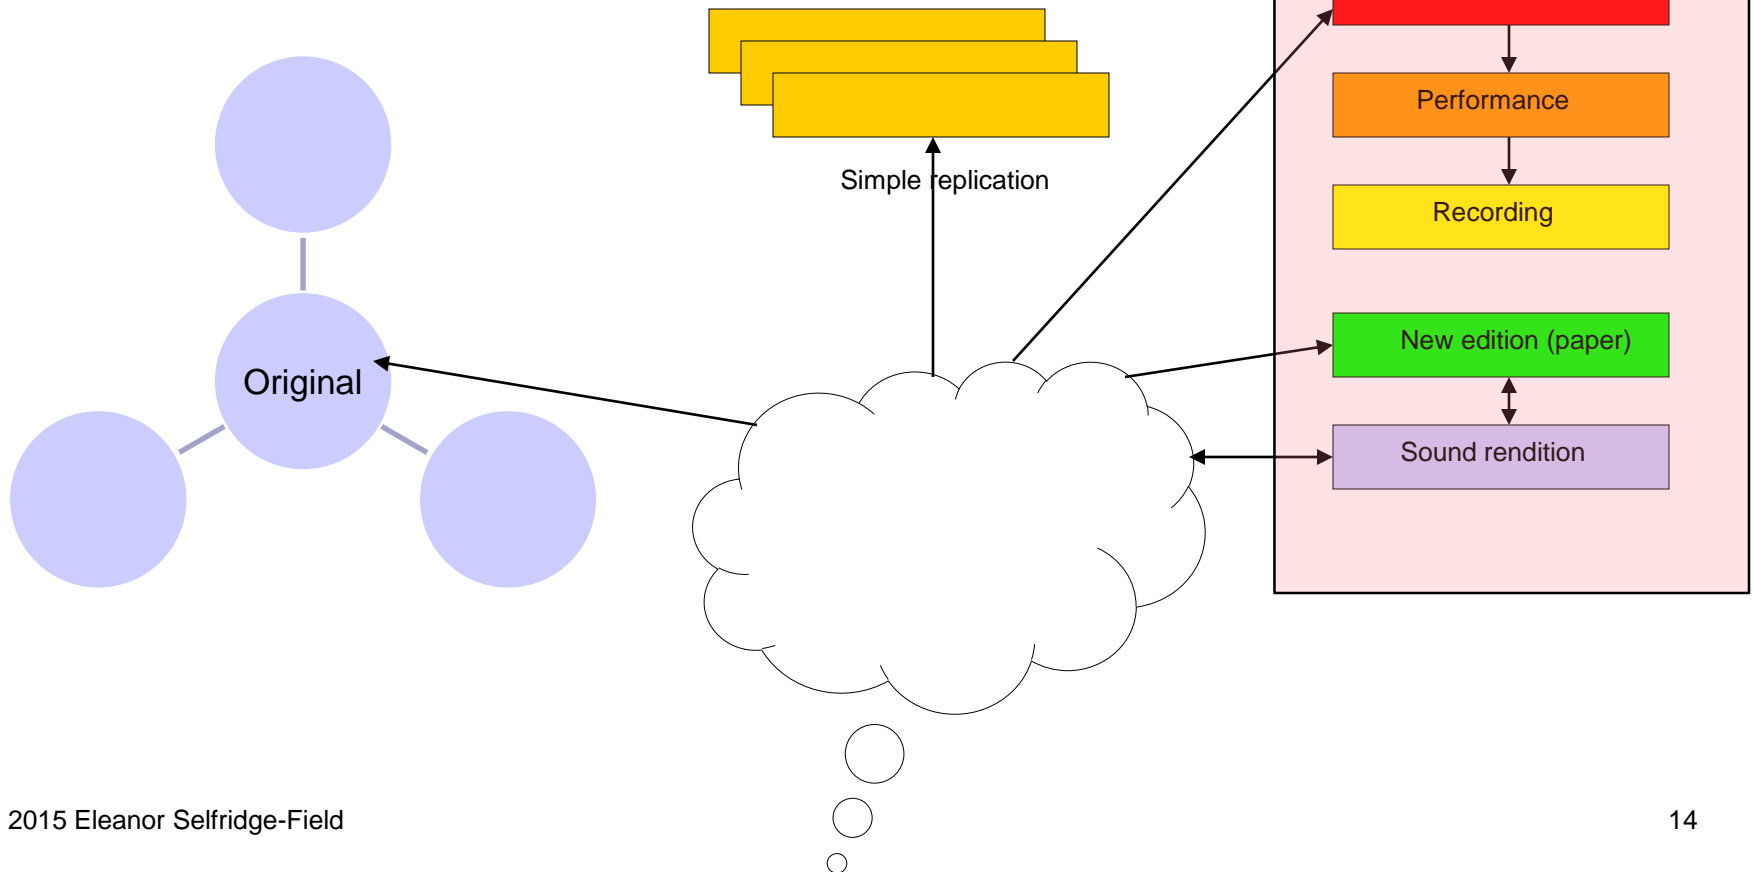 Performance
Simple replication
Recording
New edition (paper)
Original
Sound rendition
2015 Eleanor Selfridge-Field
14